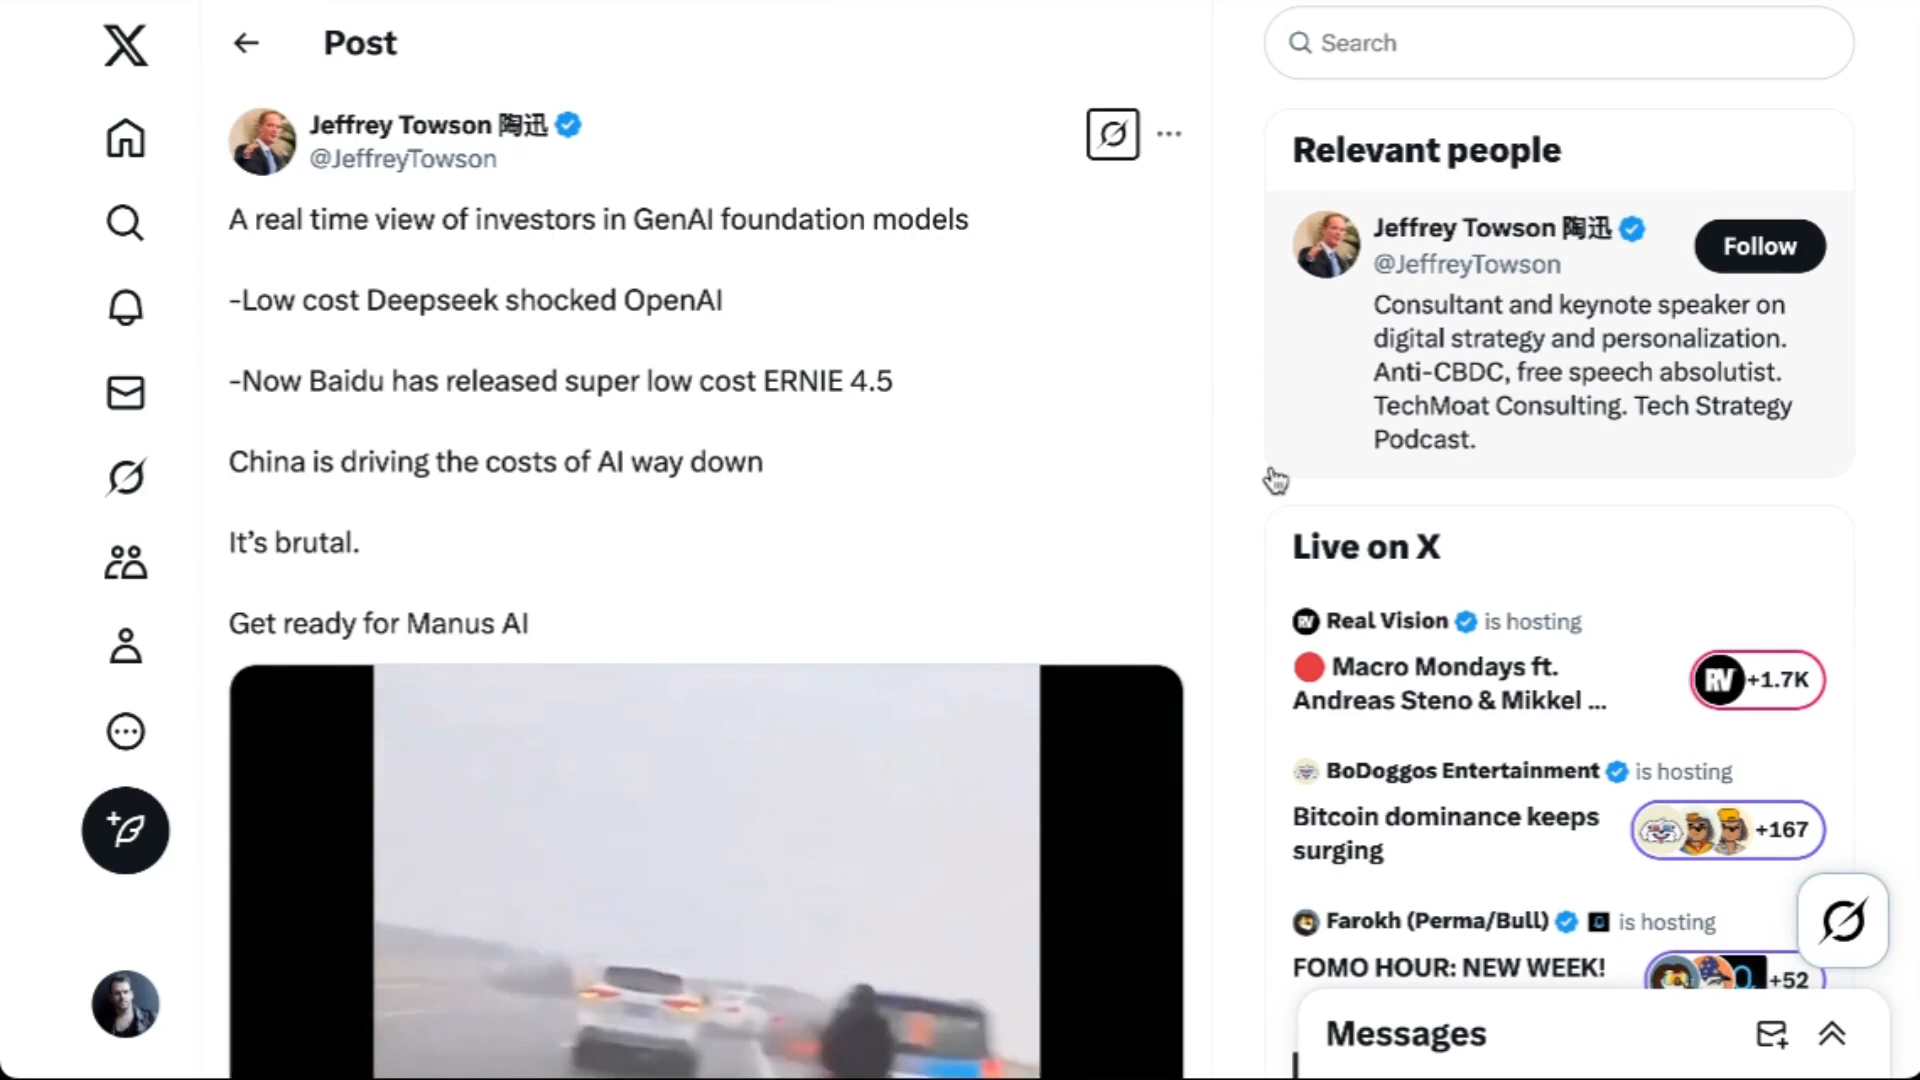 Post
Jeffrey Towson 陶迅
@JeffreyTowson
A real time view of investors in GenAI foundation models
-Low cost Deepseek shocked OpenAI
-Now Baidu has released super low cost ERNIE 4.5
China is driving the costs of AI way down
It’s brutal.
Get ready for Manus AI
Search
Relevant people
Jeffrey Towson 陶迅
@JeffreyTowson
Follow
Consultant and keynote speaker on
digital strategy and personalization.
Anti-CBDC, free speech absolutist.
TechMoat Consulting. Tech Strategy
Podcast.
Live on X
Real Vision is hosting
Macro Mondays ft.
Andreas Steno & Mikkel ...
RV +1.7K
BoDoggos Entertainment is hosting
Bitcoin dominance keeps
surging
+167
Farokh (Perma/Bull) is hosting
FOMO HOUR: NEW WEEK!
+52
Messages